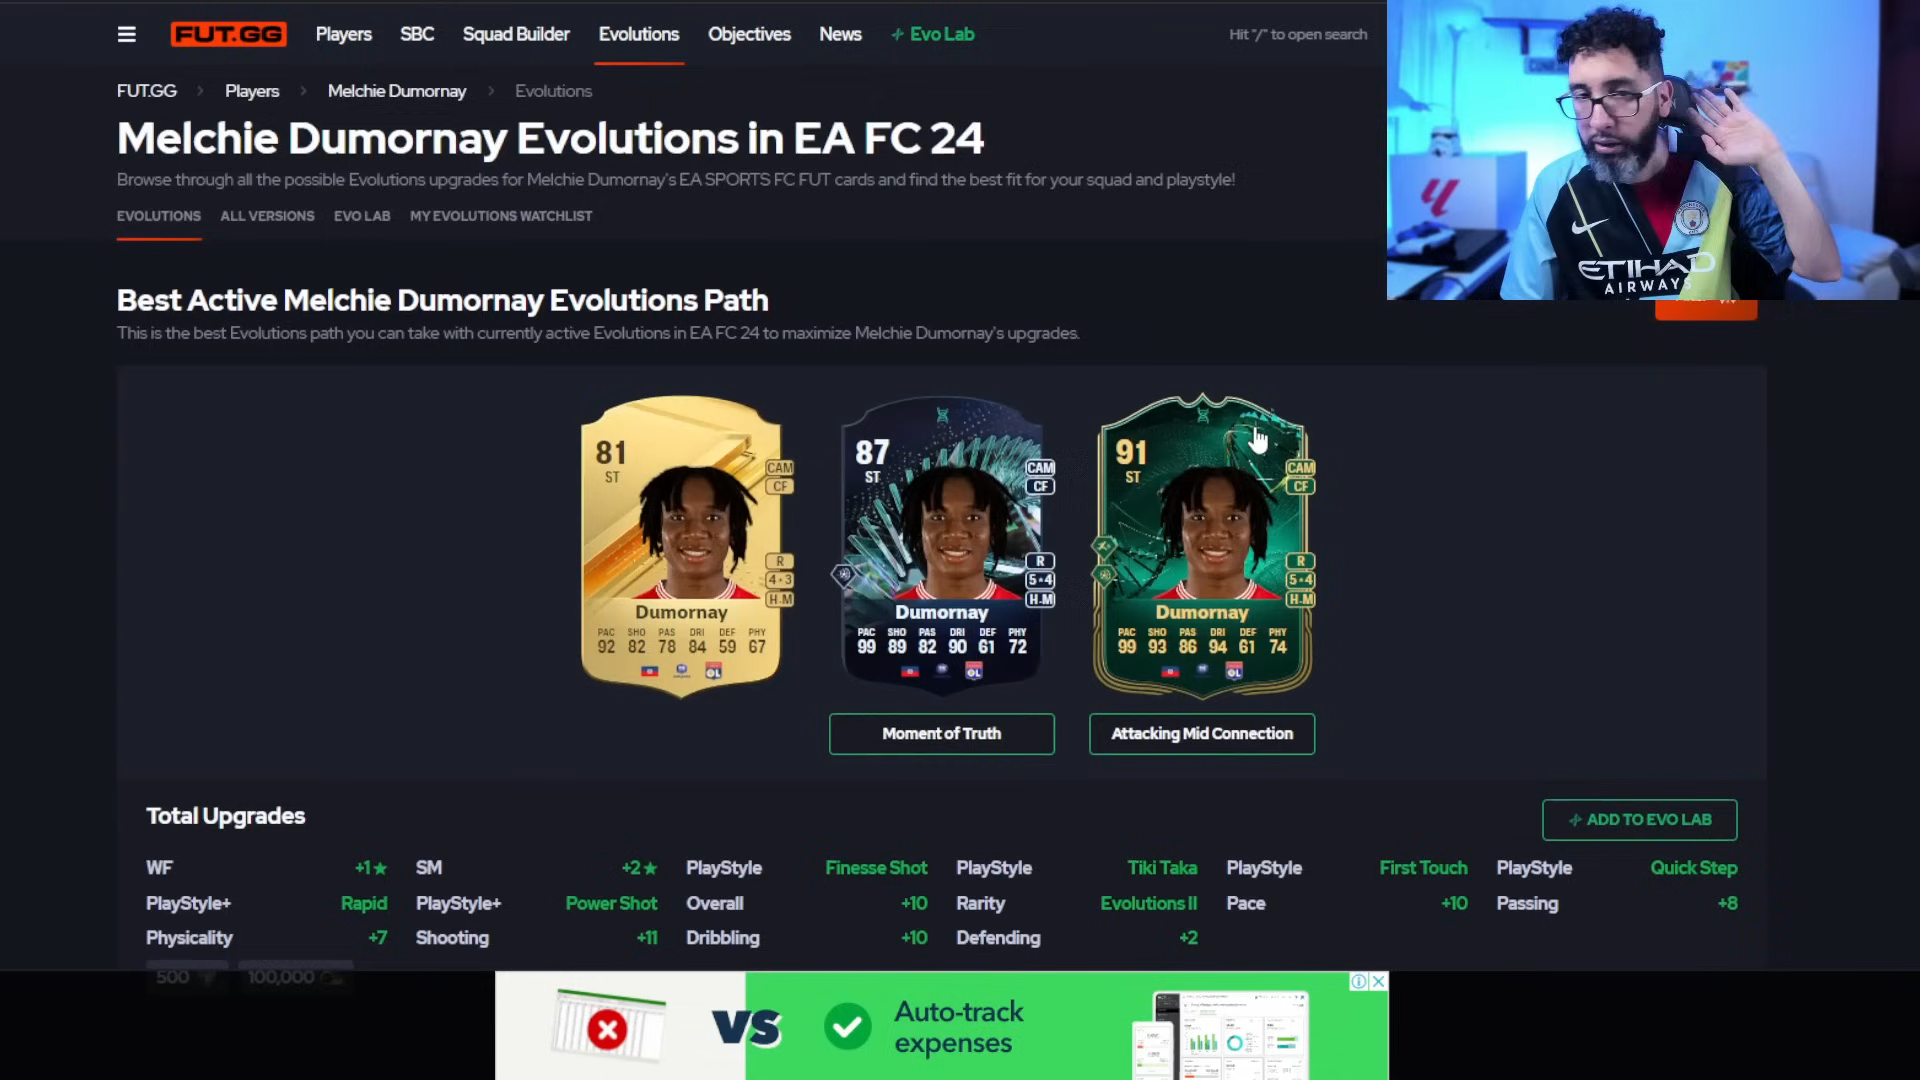 FUT.GG Players SBC Squad Builder Evolutions Objectives News Evo Lab Hit "/" to open search
FUT.GG > Players > Melchie Dumornay > Evolutions
Melchie Dumornay Evolutions in EA FC 24
Browse through all the possible Evolutions upgrades for Melchie Dumornay's EA SPORTS FC FUT cards and find the best fit for your squad and playstyle!
EVOLUTIONS ALL VERSIONS EVO LAB MY EVOLUTIONS WATCHLIST
ETIHAD
AIRWAYS
Best Active Melchie Dumornay Evolutions Path
This is the best Evolutions path you can take with currently active Evolutions in EA FC 24 to maximize Melchie Dumornay's upgrades.
81
ST
CAM
CF
R
4★3
H-M
Dumornay
PAC SHO PAS DRI DEF PHY
92 82 78 84 59 67
OL
87
ST
CAM
CF
R
5★4
H-M
Dumornay
PAC SHO PAS DRI DEF PHY
99 89 82 90 61 72
OL
Moment of Truth
91
ST
CAM
CF
R
5★4
H-M
Dumornay
PAC SHO PAS DRI DEF PHY
99 93 86 94 61 74
OL
Attacking Mid Connection
Total Upgrades
ADD TO EVO LAB
WF +1★ SM +2★ PlayStyle Finesse Shot PlayStyle Tiki Taka PlayStyle First Touch PlayStyle Quick Step
PlayStyle+ Rapid PlayStyle+ Power Shot Overall +10 Rarity Evolutions II Pace +10 Passing +8
Physicality +7 Shooting +11 Dribbling +10 Defending +2
500 100,000
VS
Auto-track
expenses